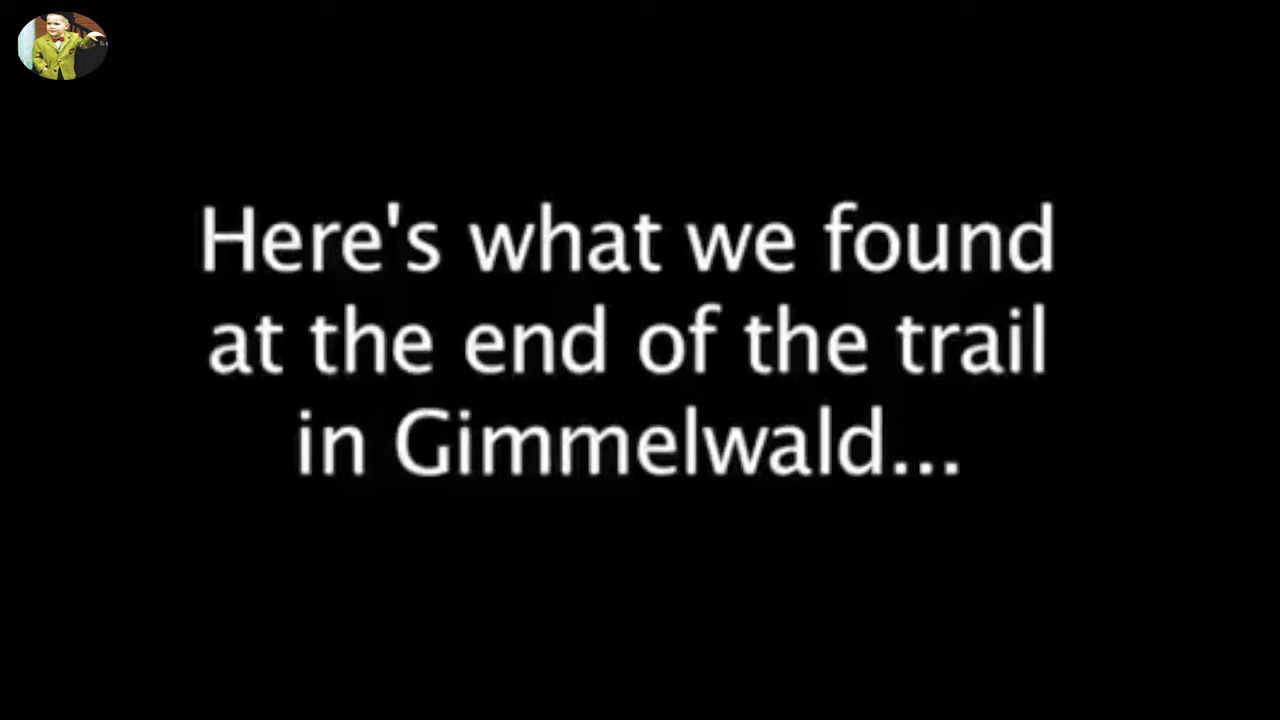 Here's what we found
at the end of the trail
in Gimmelwald...